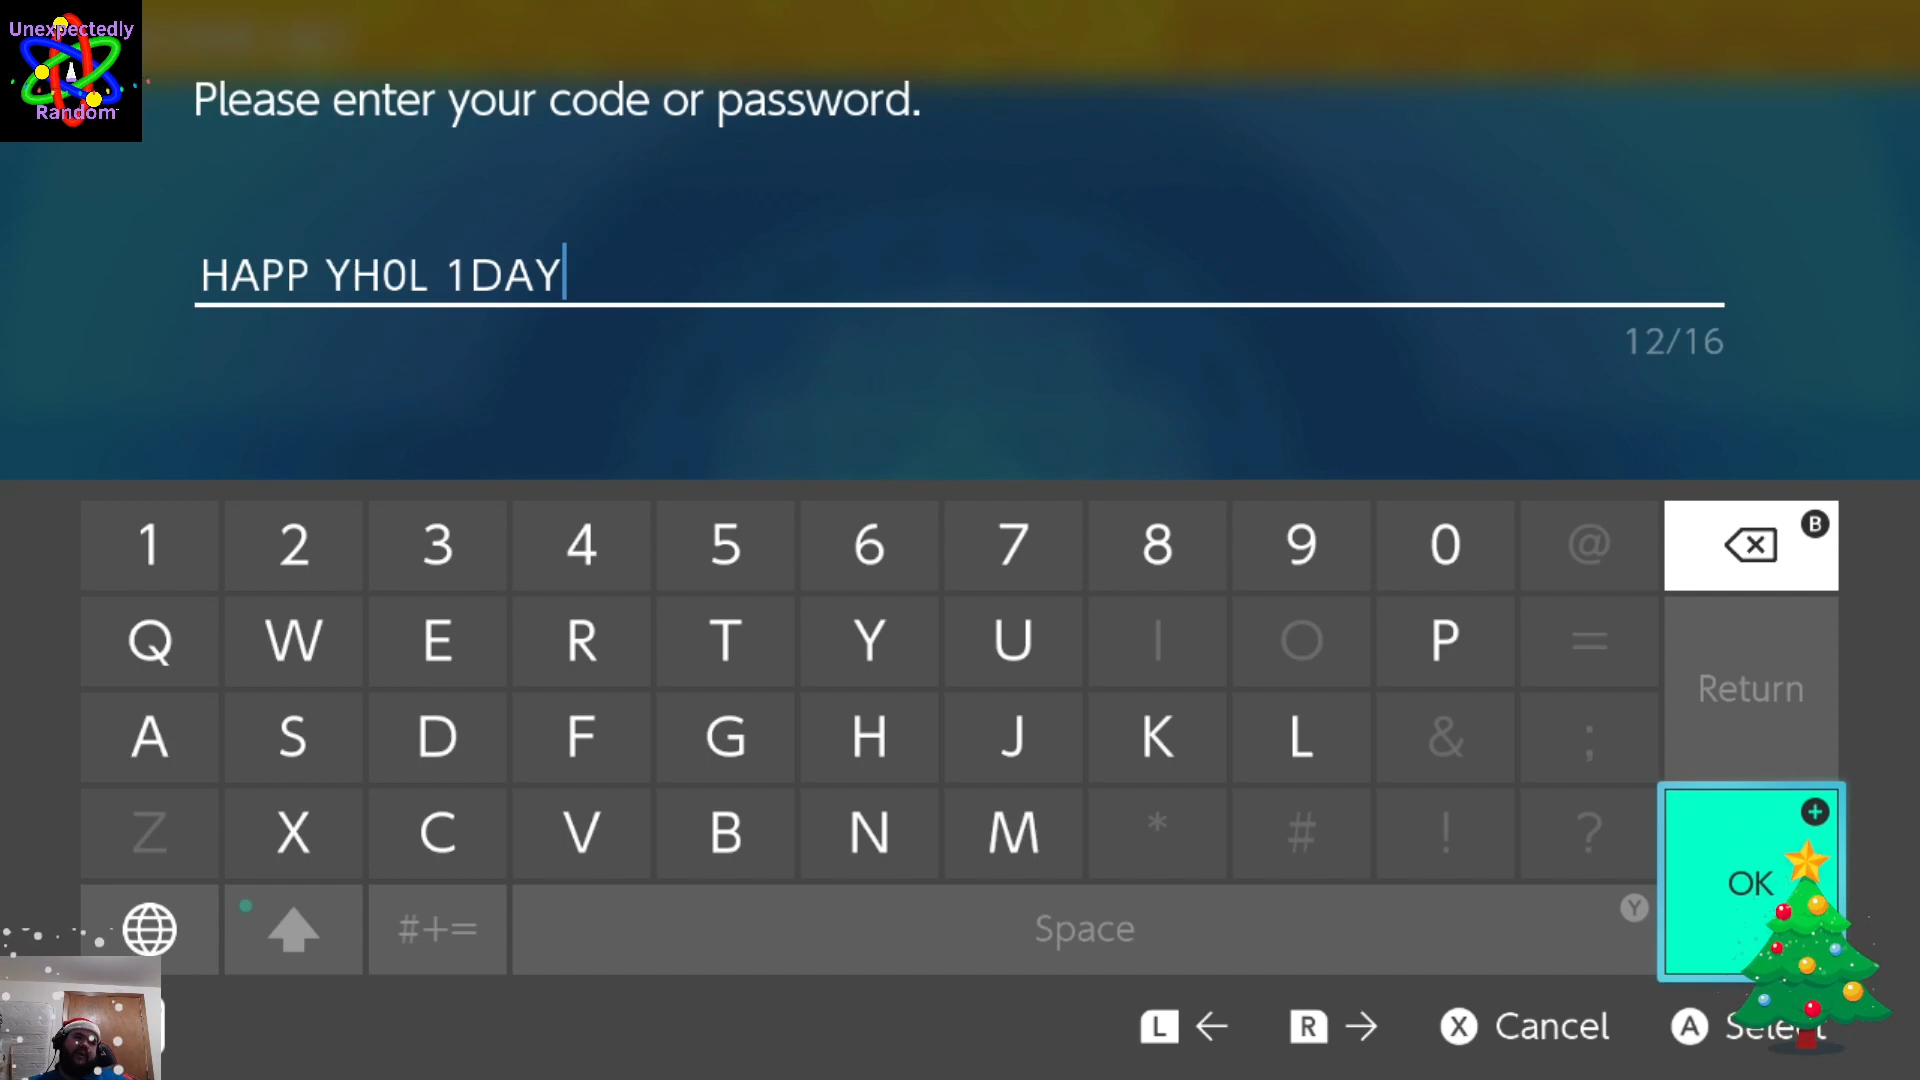 Unexpectedly
Random
Please enter your code or password.
HAPP YH0L 1DAY
12/16
1 2 3 4 5 6 7 8 9 0 @ B
Q W E R T Y U I O P =
Return
A S D F G H J K L & ;
Z X C V B N M * # ! ?
+
OK
#+= Space Y
L ← R → X Cancel A Select